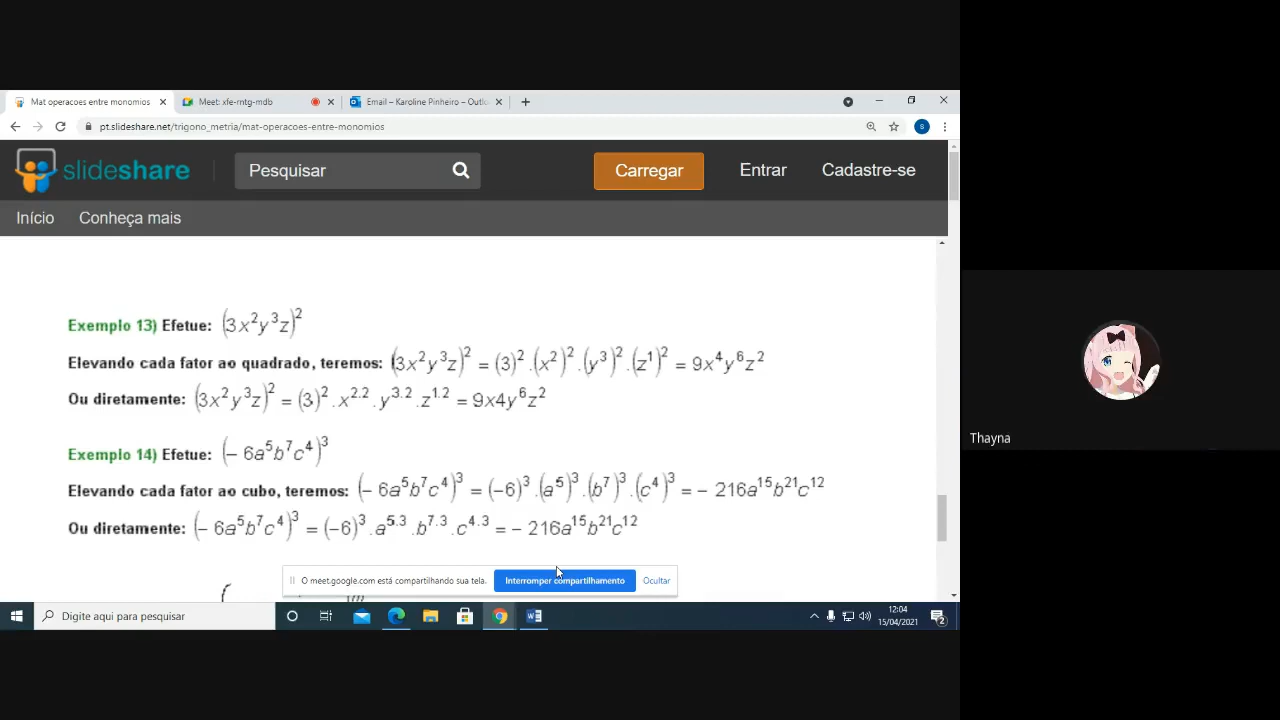 Mat operacoes entre monomios
Meet: xfe-rntg-mdb
Email – Karoline Pinheiro – Outlo
pt.slideshare.net/trigono_metria/mat-operacoes-entre-monomios
S
slideshare
Pesquisar
Carregar
Entrar
Cadastre-se
Início
Conheça mais
Exemplo 13) Efetue: (3x²y³z)²
Elevando cada fator ao quadrado, teremos: (3x²y³z)² = (3)².(x²)².(y³)².(z¹)² = 9x⁴y⁶z²
Ou diretamente: (3x²y³z)² = (3)².x^2.2.y^3.2.z^1.2 = 9x4y⁶z²
Exemplo 14) Efetue: (– 6a⁵b⁷c⁴)³
Elevando cada fator ao cubo, teremos: (– 6a⁵b⁷c⁴)³ = (–6)³.(a⁵)³.(b⁷)³.(c⁴)³ = – 216a¹⁵b²¹c¹²
Ou diretamente: (– 6a⁵b⁷c⁴)³ = (–6)³.a^5.3.b^7.3.c^4.3 = – 216a¹⁵b²¹c¹²
O meet.google.com está compartilhando sua tela.
Interromper compartilhamento
Ocultar
Thayna
Digite aqui para pesquisar
12:04
15/04/2021
2